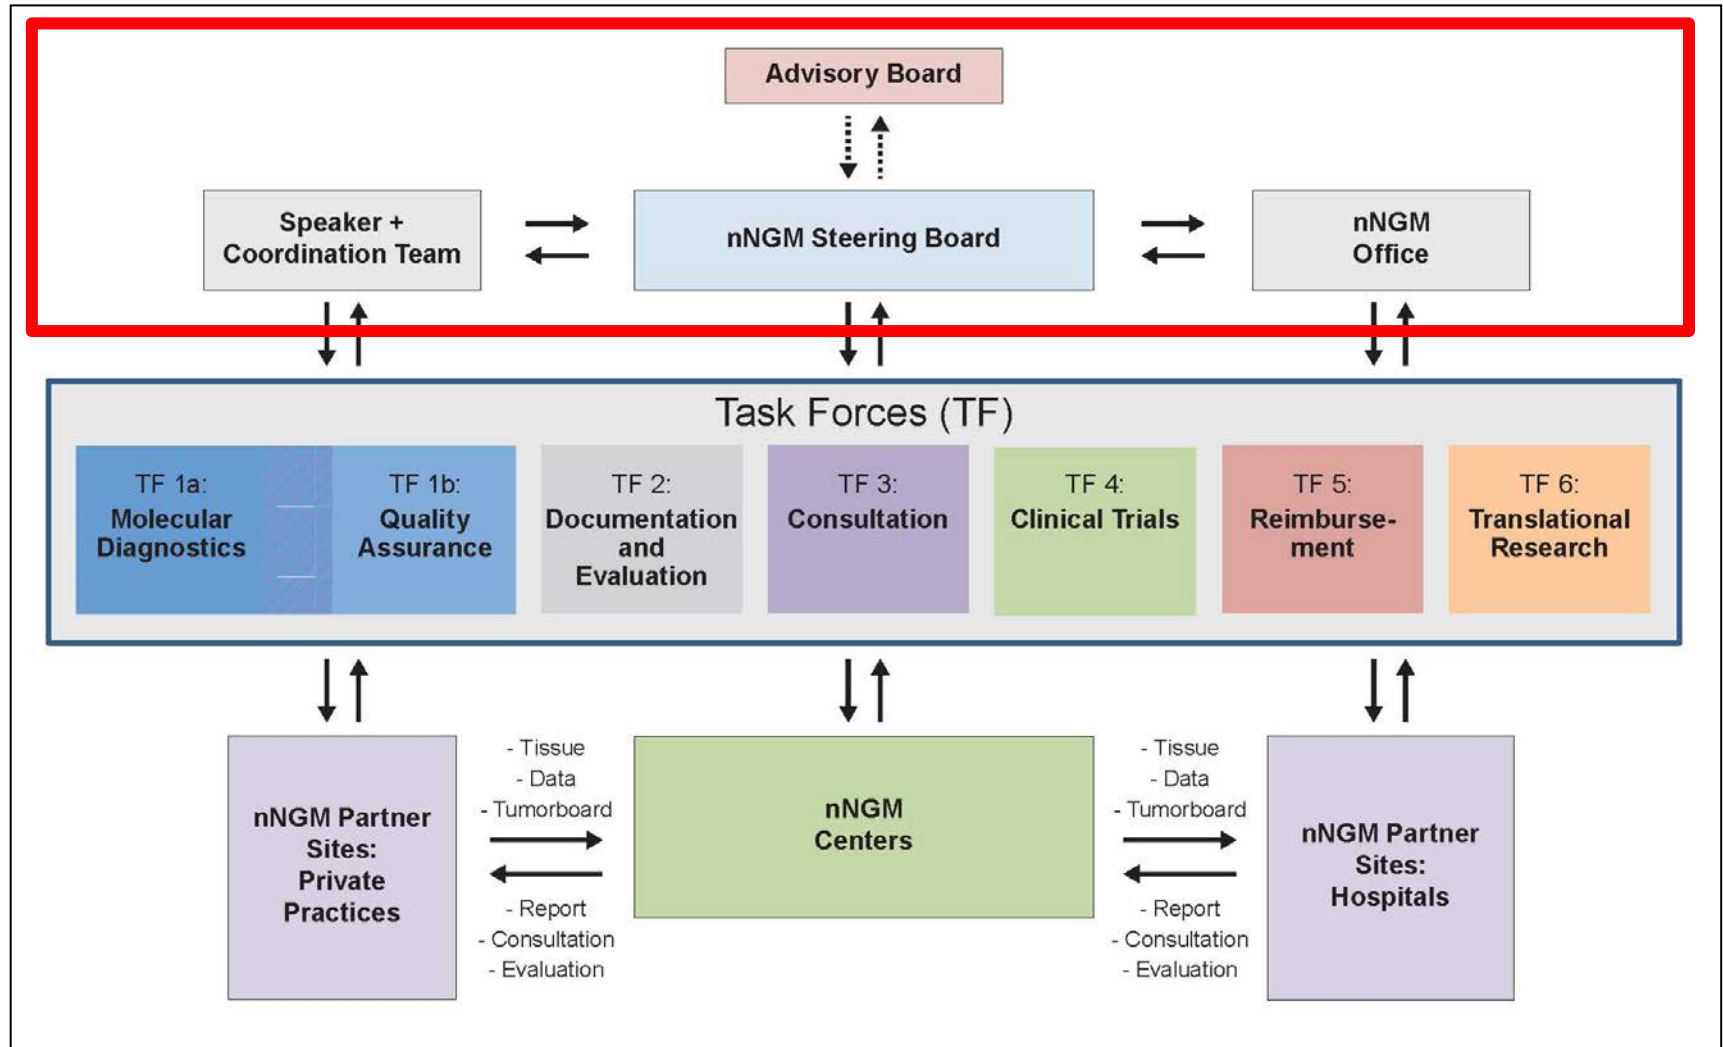 Advisory Board
Speaker +
Coordination Team
nNGM Steering Board
nNGM
Office
Task Forces (TF)
TF 1a:
Molecular
Diagnostics
TF 1b:
Quality
Assurance
TF 2:
Documentation
and
Evaluation
TF 3:
Consultation
TF 4:
Clinical Trials
TF 5:
Reimburse-
ment
TF 6:
Translational
Research
nNGM Partner
Sites:
Private
Practices
- Tissue
- Data
- Tumorboard
- Report
- Consultation
- Evaluation
nNGM
Centers
- Tissue
- Data
- Tumorboard
- Report
- Consultation
- Evaluation
nNGM Partner
Sites:
Hospitals